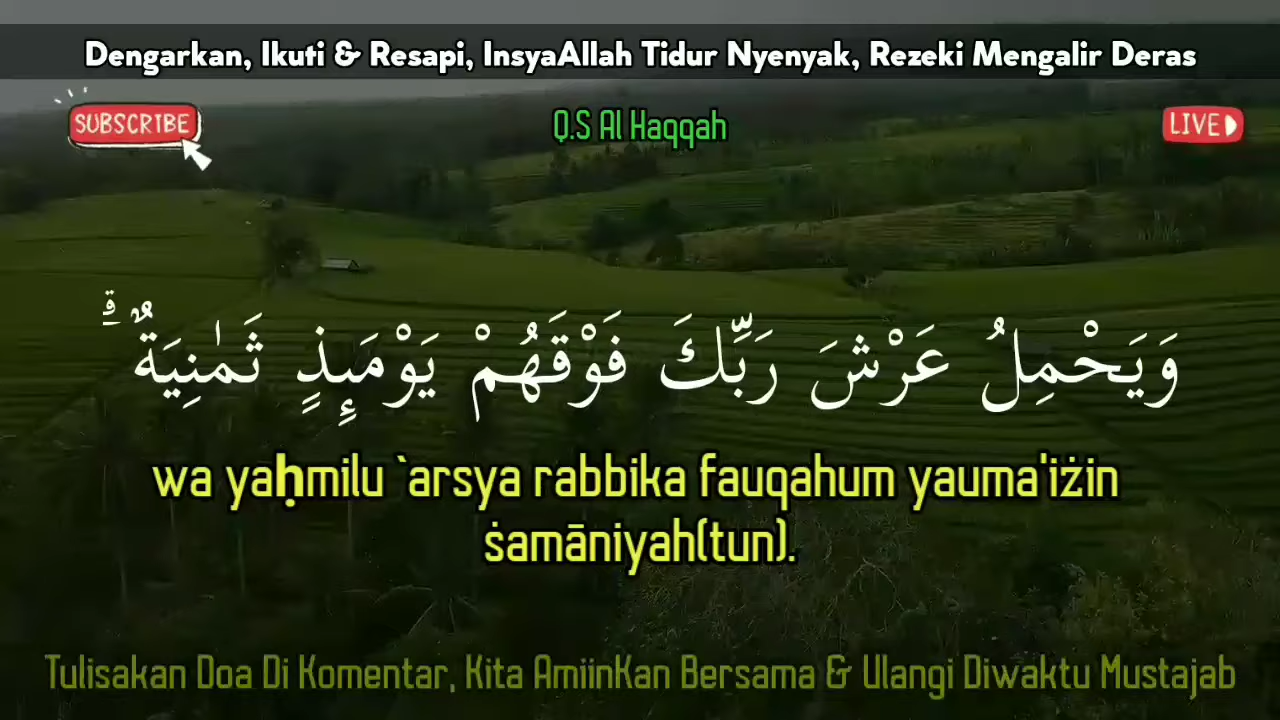 Dengarkan, Ikuti & Resapi, InsyaAllah Tidur Nyenyak, Rezeki Mengalir Deras
SUBSCRIBE
Q.S Al Haqqah
LIVE
وَيَحْمِلُ عَرْشَ رَبِّكَ فَوْقَهُمْ يَوْمَىِٕذٍ ثَمٰنِيَةٌ ۗ
wa yaḥmilu `arsya rabbika fauqahum yauma'iżin
ṡamāniyah(tun).
Tulisakan Doa Di Komentar, Kita AmiinKan Bersama & Ulangi Diwaktu Mustajab